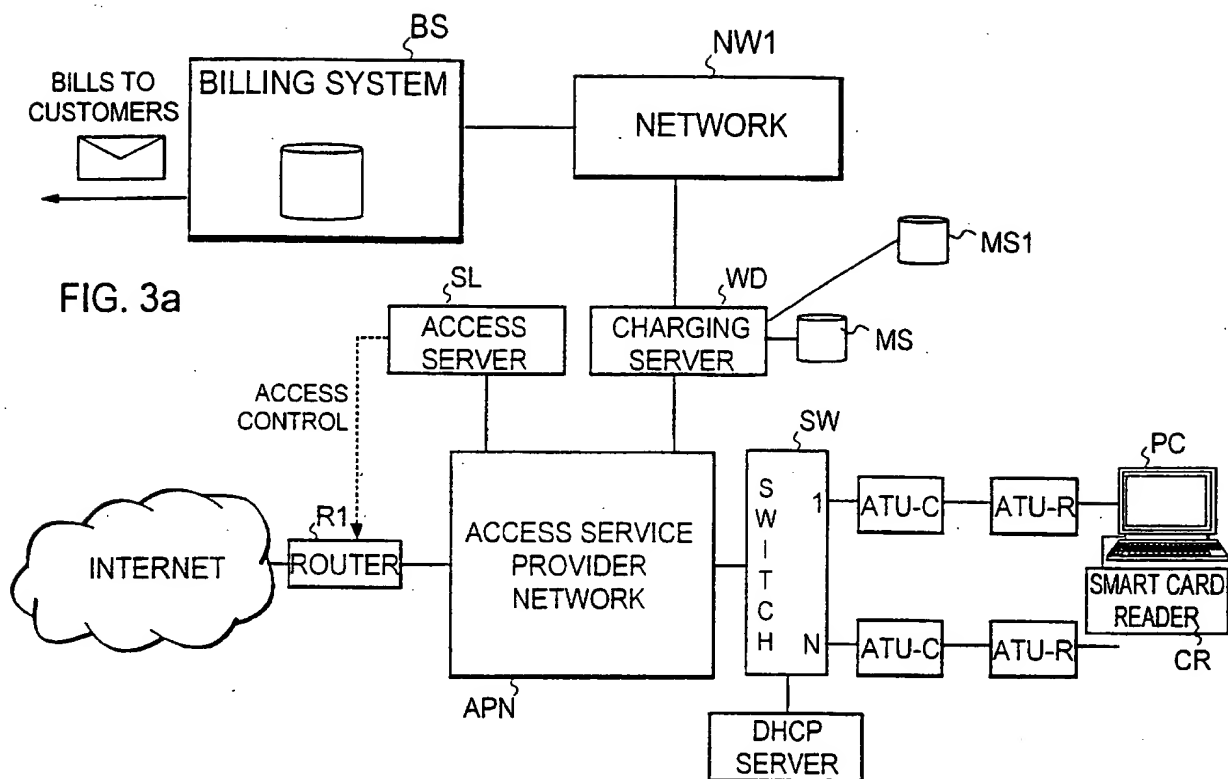 BS
NW1
BILLS TO
CUSTOMERS
BILLING SYSTEM
NETWORK
MS1
FIG. 3a
SL
WD
ACCESS
SERVER
CHARGING
SERVER
MS
ACCESS
CONTROL
SW
PC
R1
INTERNET
ROUTER
ACCESS SERVICE
PROVIDER
NETWORK
SWITCH
1
N
ATU-C
ATU-R
SMART CARD
READER
ATU-C
ATU-R
CR
APN
DHCP
SERVER